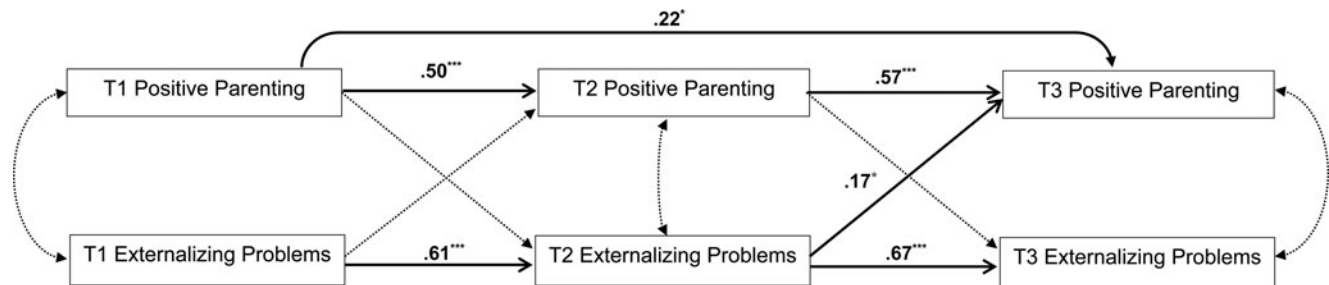 .22*
T1 Positive Parenting
.50***
T2 Positive Parenting
.57***
T3 Positive Parenting
.17*
T1 Externalizing Problems
.61***
T2 Externalizing Problems
.67***
T3 Externalizing Problems